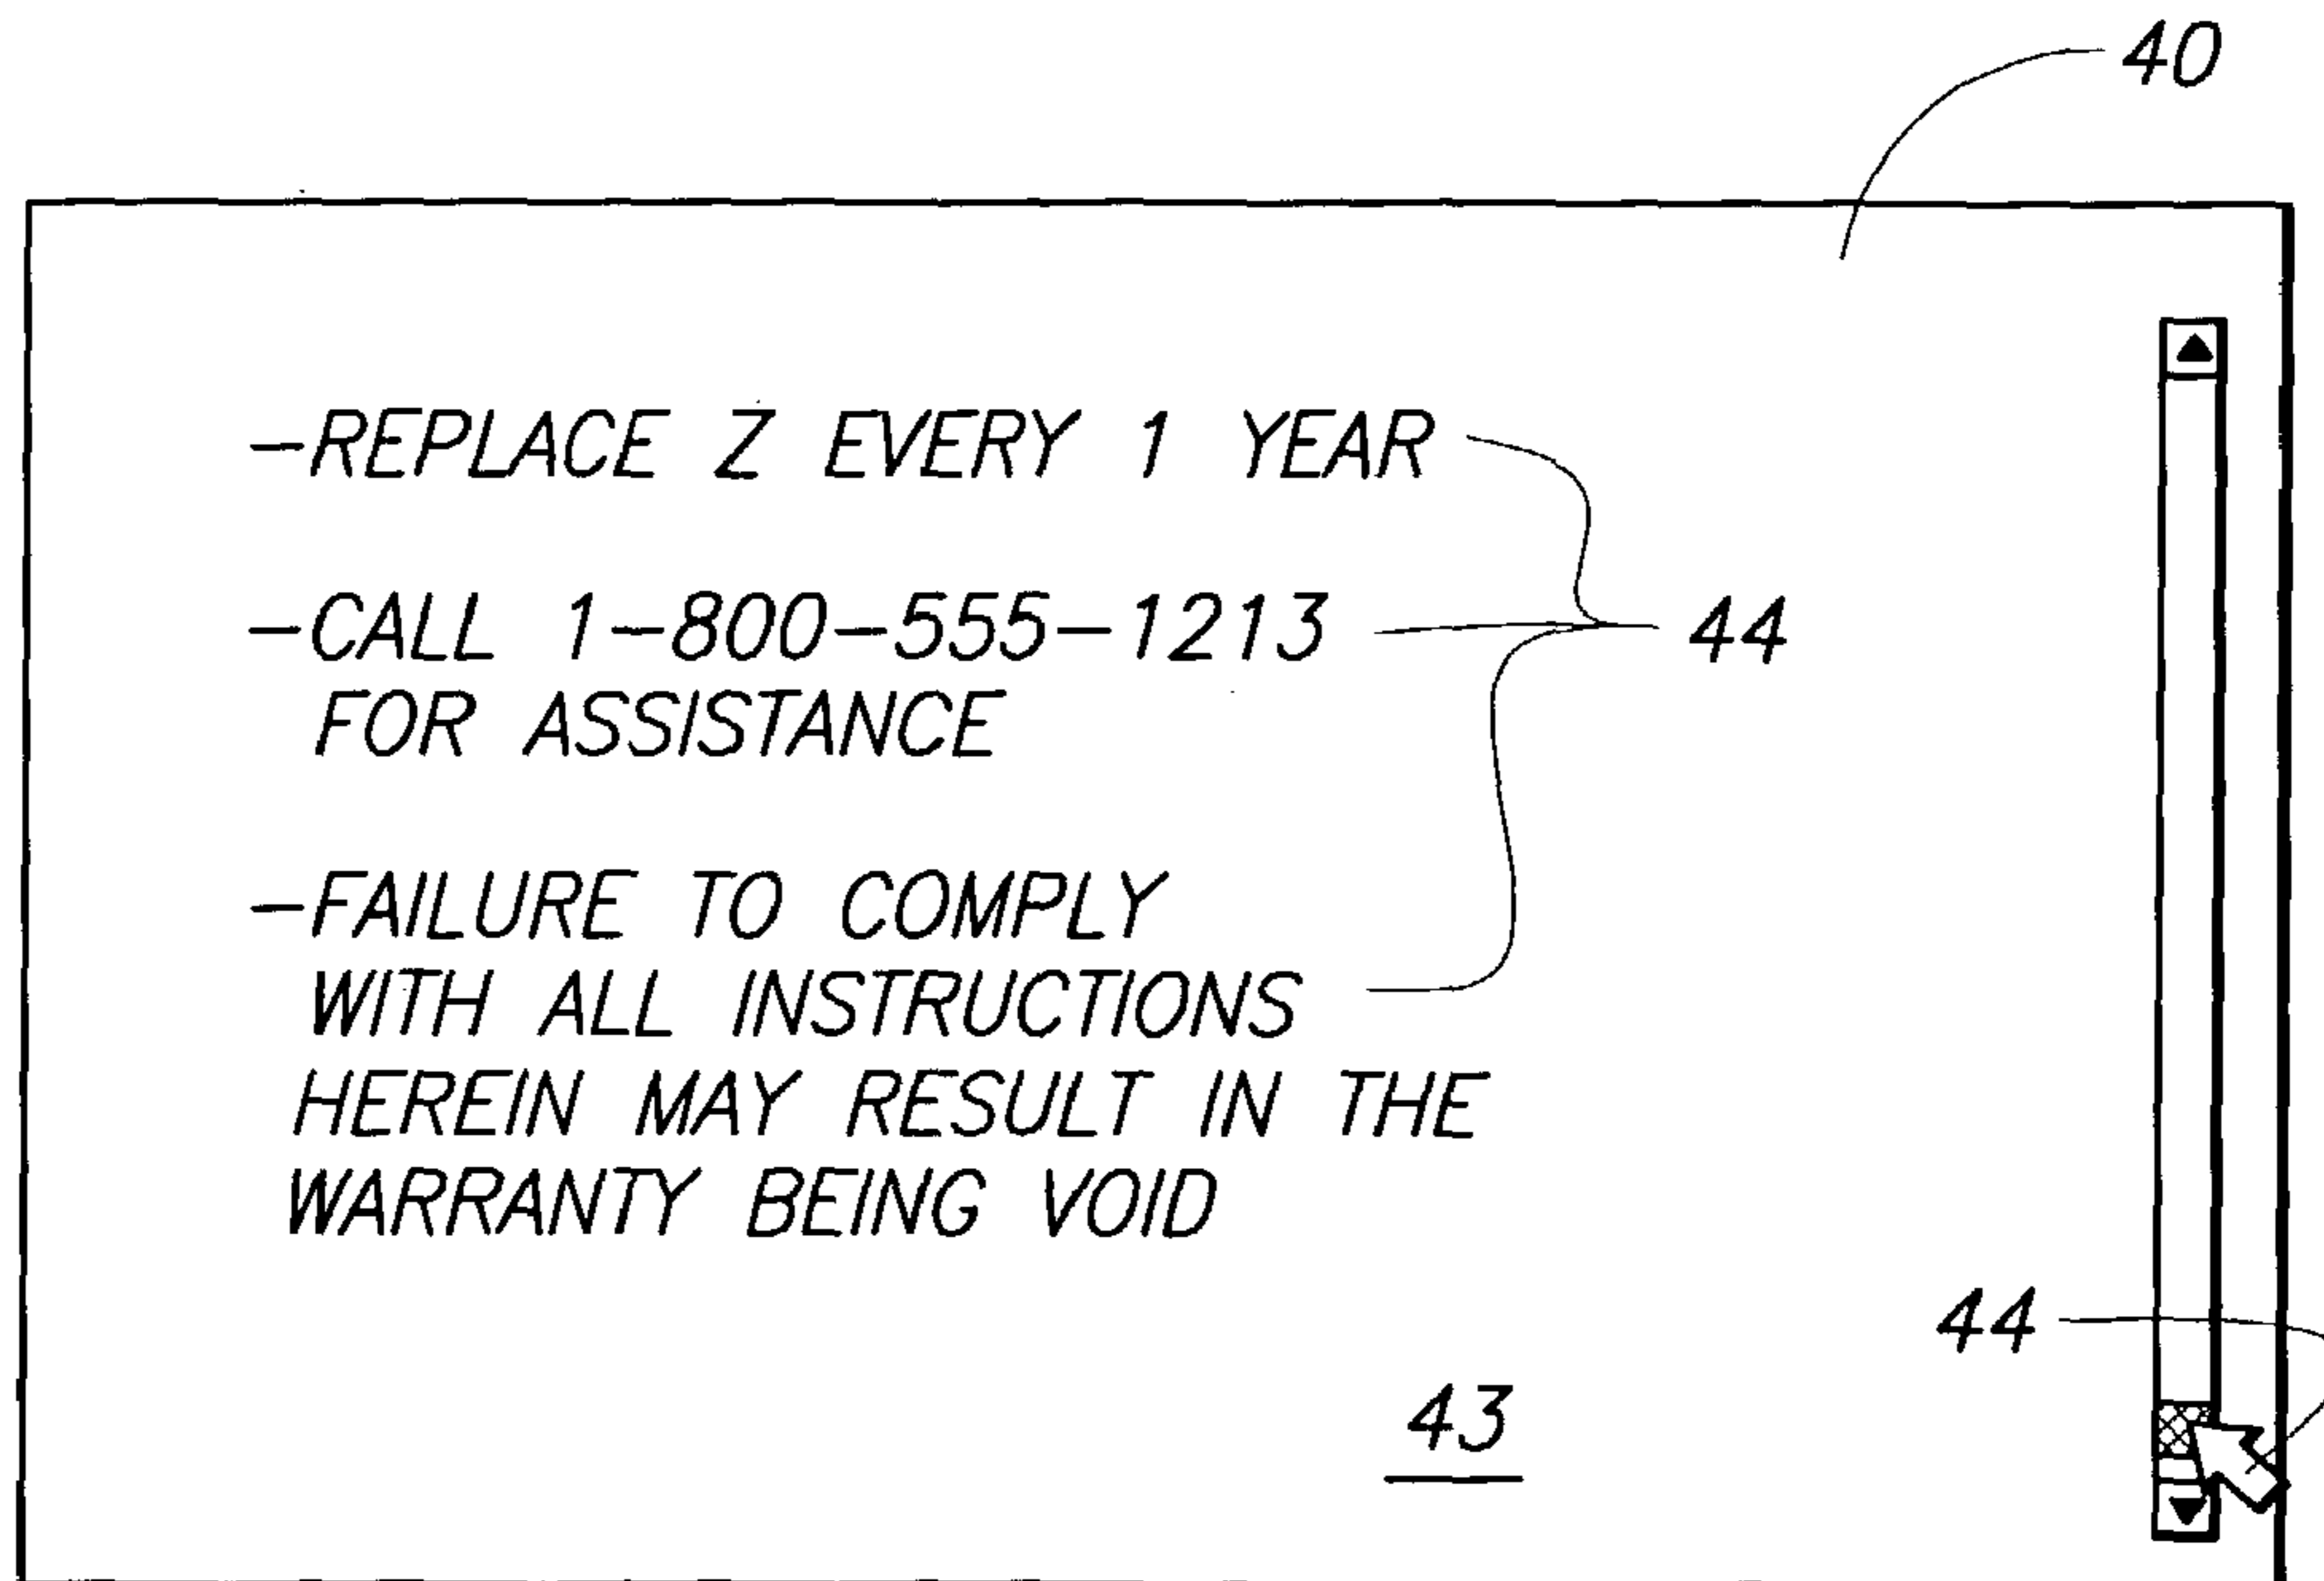 40
-REPLACE Z EVERY 1 YEAR
-CALL 1-800-555-1213
FOR ASSISTANCE
44
-FAILURE TO COMPLY
WITH ALL INSTRUCTIONS
HEREIN MAY RESULT IN THE
WARRANTY BEING VOID
44
43